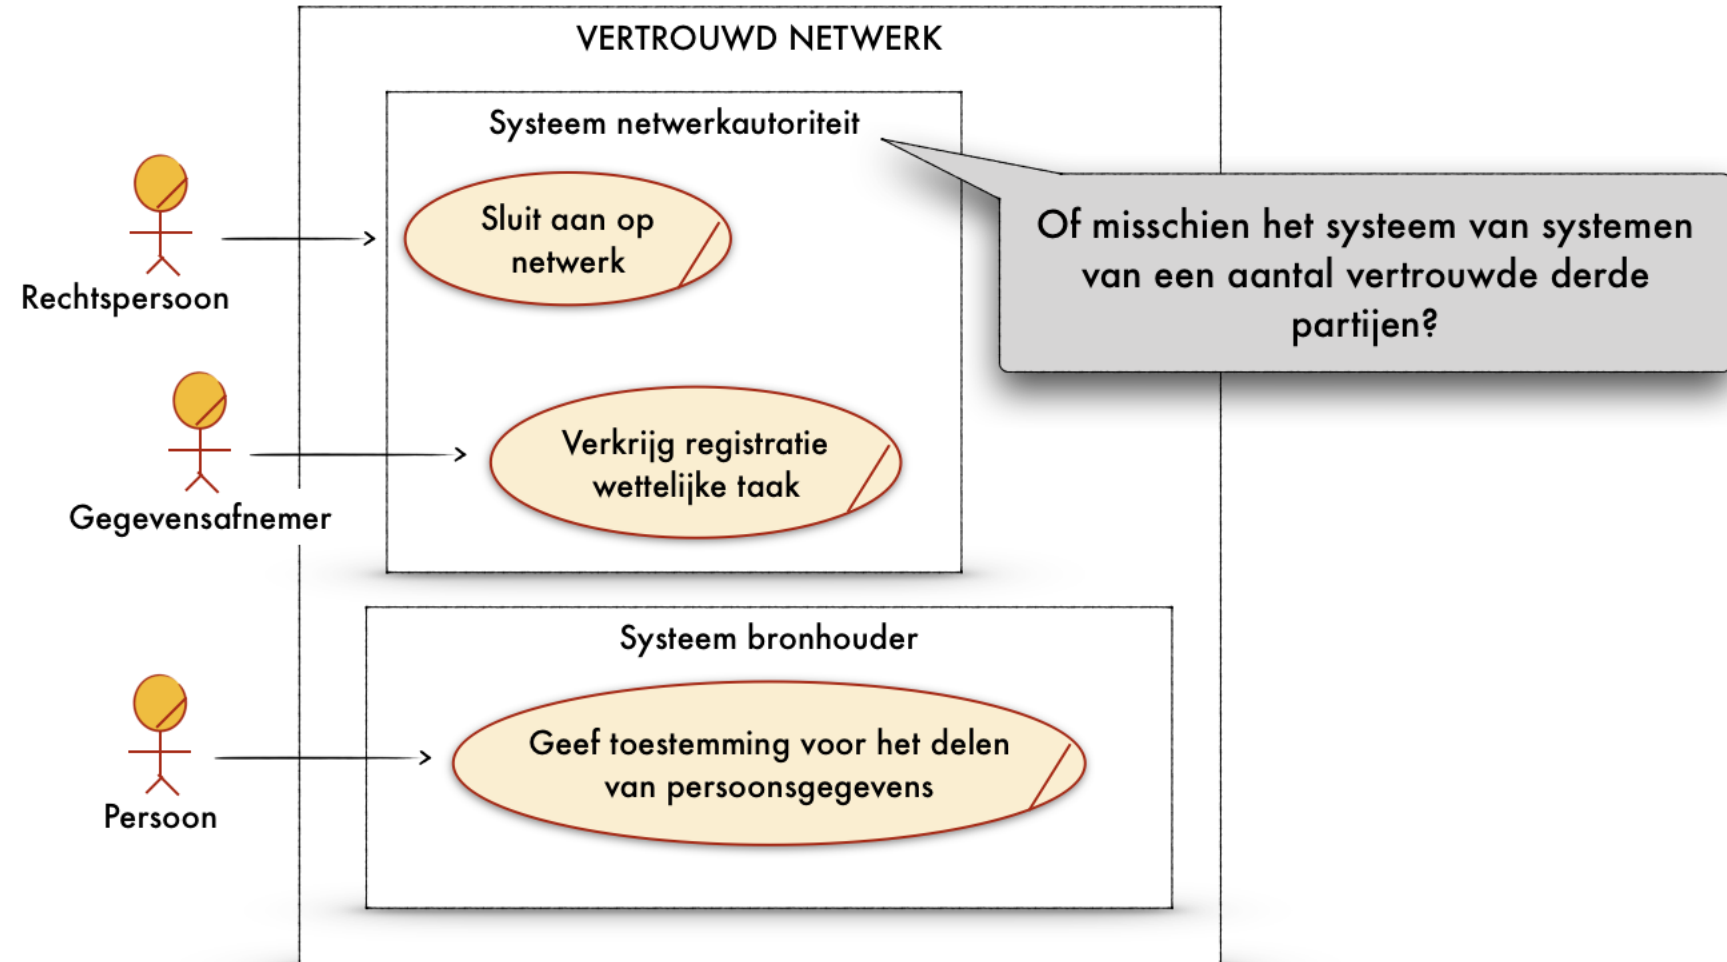 VERTROUWD NETWERK
Systeem netwerkautoriteit
Sluit aan op
netwerk
Rechtspersoon
Of misschien het systeem van systemen
van een aantal vertrouwde derde
partijen?
Verkrijg registratie
wettelijke taak
Gegevensafnemer
Systeem bronhouder
Geef toestemming voor het delen
van persoonsgegevens
Persoon